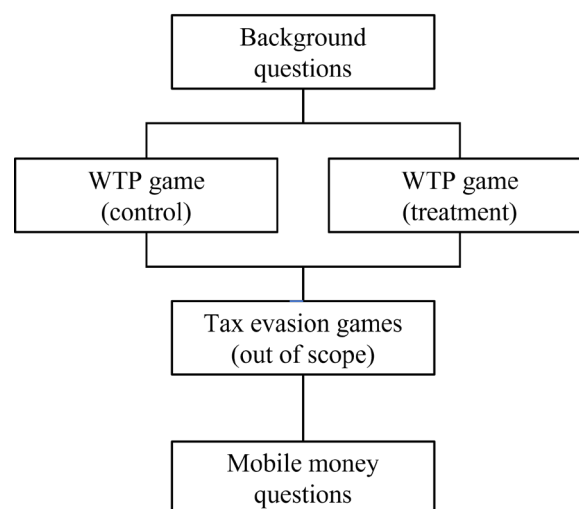 Background
questions
WTP game
(control)
WTP game
(treatment)
Tax evasion games
(out of scope)
Mobile money
questions